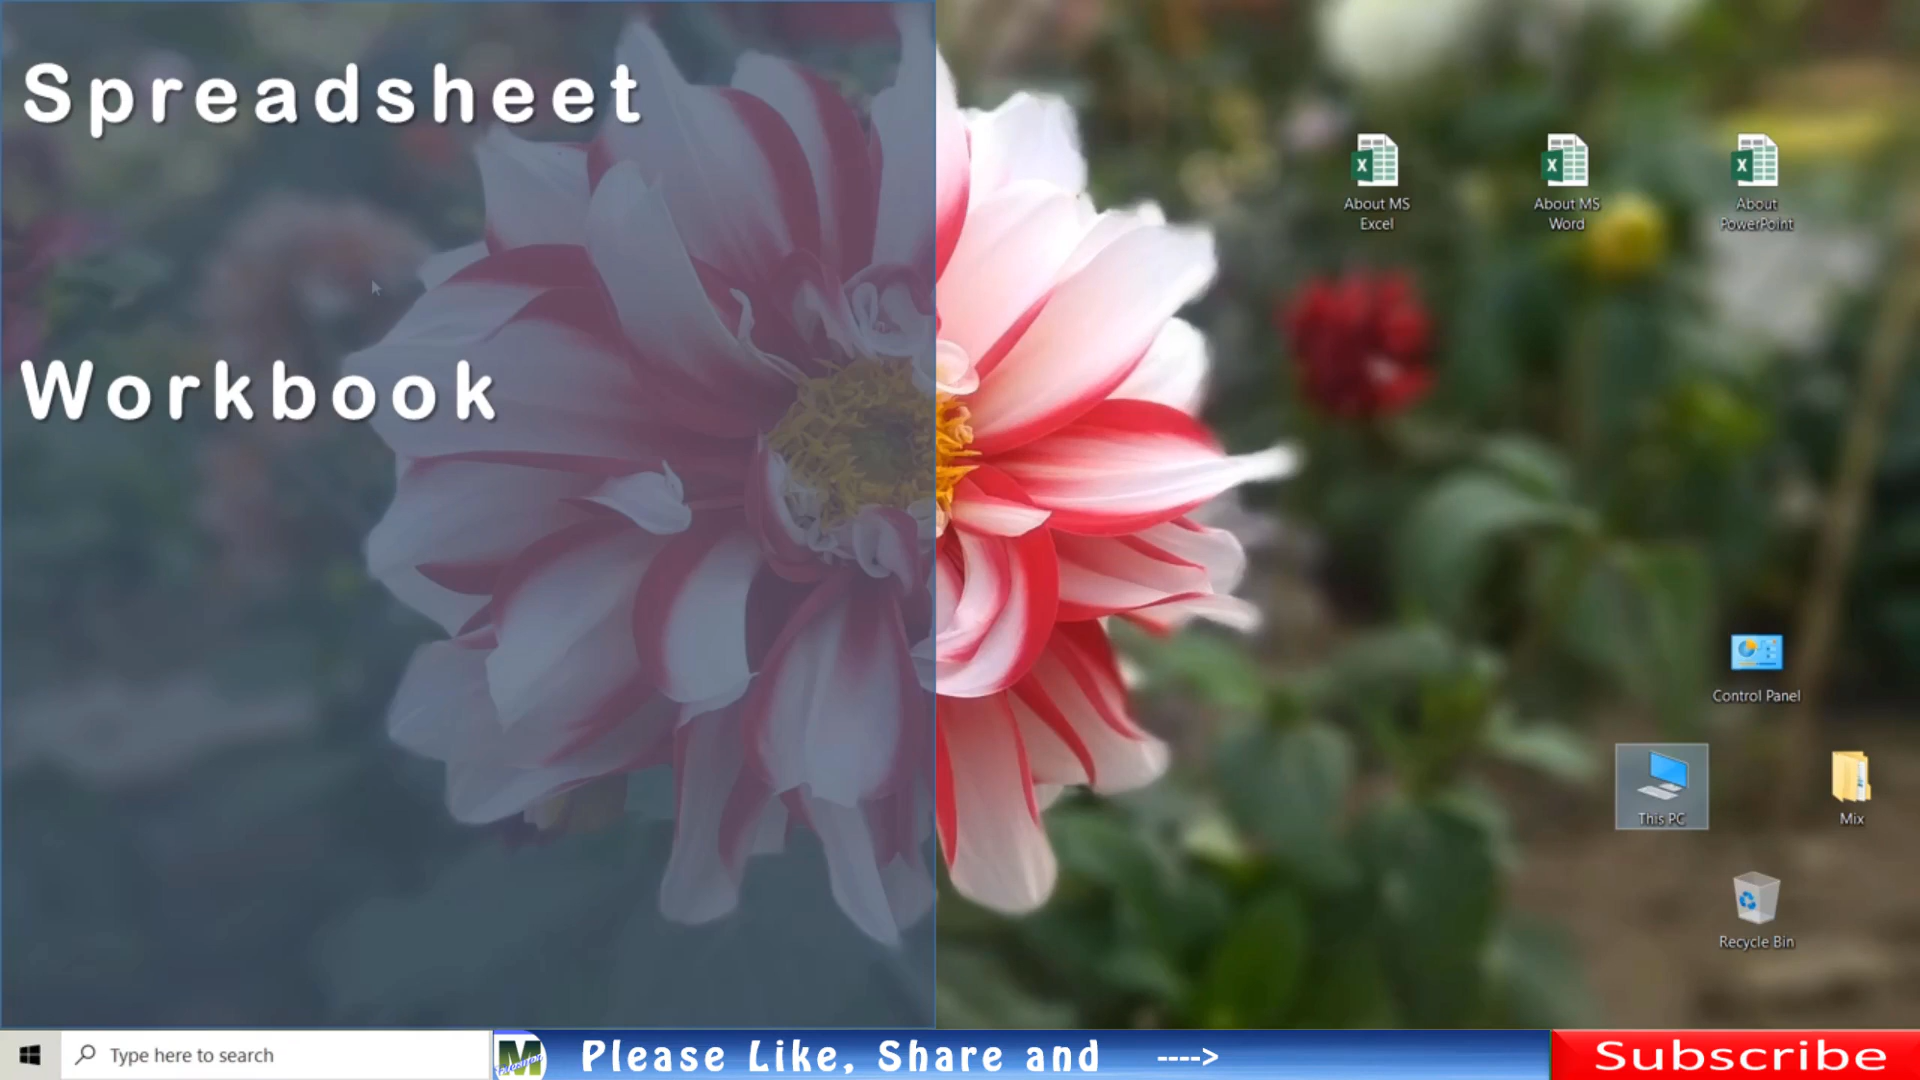 Spreadsheet
Workbook
About MS
Excel
About MS
Word
About
PowerPoint
Control Panel
This PC
Mix
Recycle Bin
Type here to search
M
Please Like, Share and ---->
Subscribe